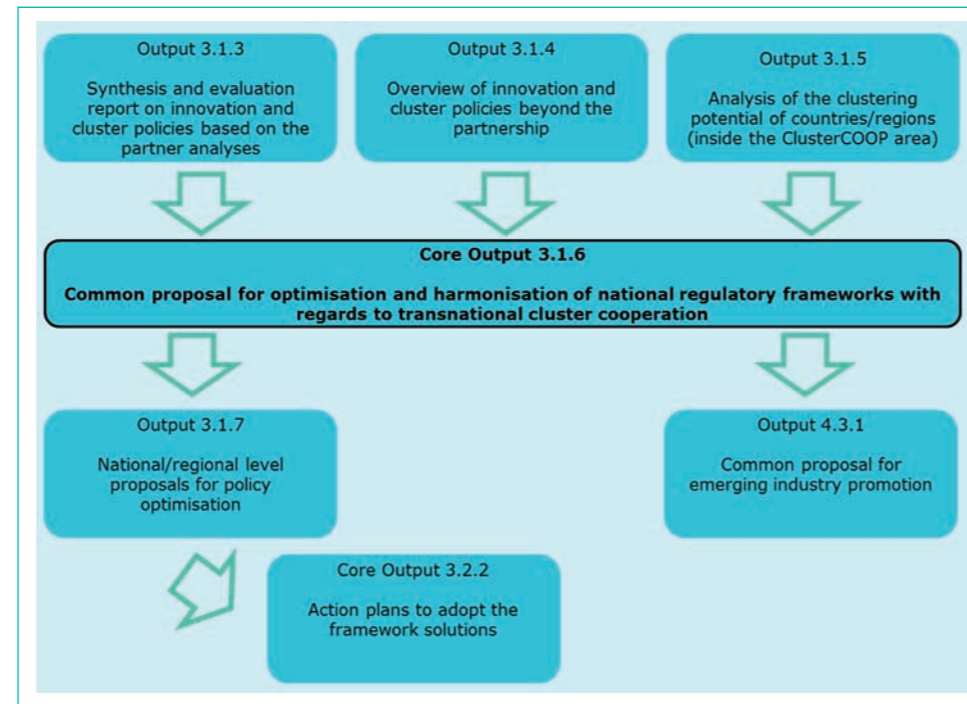 Output 3.1.3
Synthesis and evaluation
report on innovation and
cluster policies based on the
partner analyses
Output 3.1.4
Overview of innovation and
cluster policies beyond the
partnership
Output 3.1.5
Analysis of the clustering
potential of countries/regions
(inside the ClusterCOOP area)
Core Output 3.1.6
Common proposal for optimisation and harmonisation of national regulatory frameworks with
regards to transnational cluster cooperation
Output 3.1.7
National/regional level
proposals for policy
optimisation
Output 4.3.1
Common proposal for
emerging industry promotion
Core Output 3.2.2
Action plans to adopt the
framework solutions